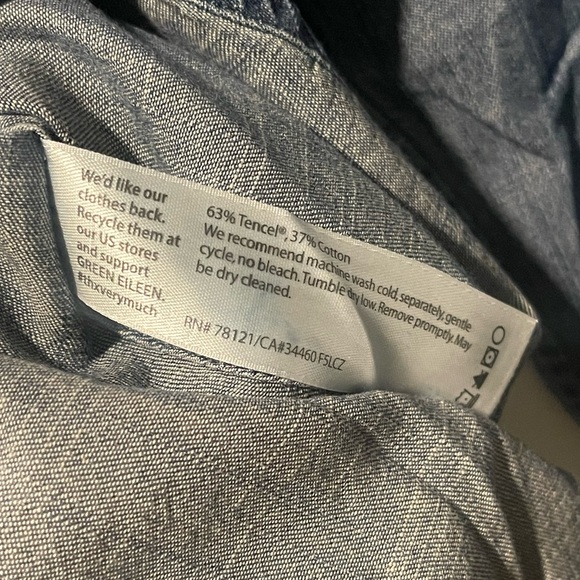 We'd like our
clothes back.
Recycle them at
our US stores
and support
GREEN EILEEN.
#thxverymuch
63% Tencel®, 37% Cotton
We recommend machine wash cold, separately, gentle
cycle, no bleach. Tumble dry low. Remove promptly. May
be dry cleaned.
RN# 78121/CA#34460 F5LCZ